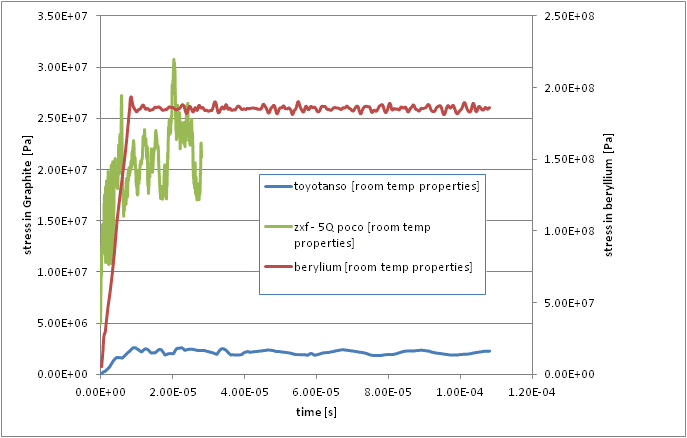 3.50E+07
3.00E+07
2.50E+07
2.00E+07
1.50E+07
1.00E+07
5.00E+06
0.00E+00
stress in Graphite [Pa]
2.50E+08
2.00E+08
1.50E+08
1.00E+08
5.00E+07
0.00E+00
stress in beryllium [Pa]
toyotanso [room temp properties]
zxf - 5Q poco [room temp
properties]
berylium [room temp properties]
0.00E+00 2.00E-05 4.00E-05 6.00E-05 8.00E-05 1.00E-04 1.20E-04
time [s]